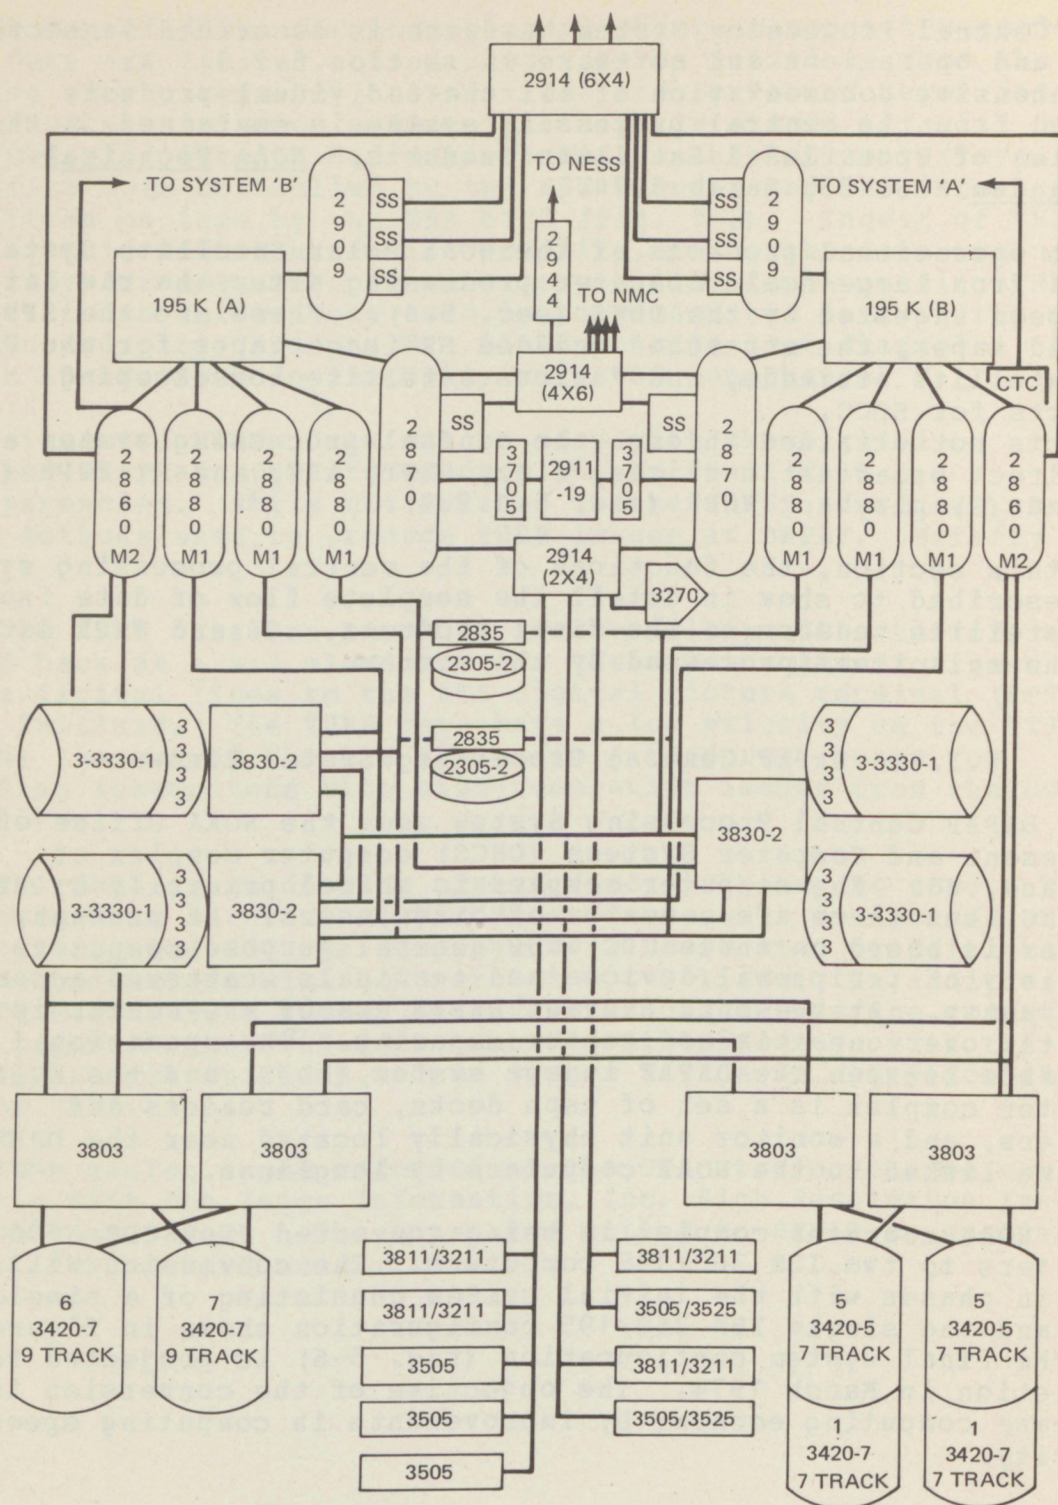 2914 (6X4)
TO NESS
TO SYSTEM 'B'
TO SYSTEM 'A'
2909
SS
SS
SS
2944
SS
SS
SS
2909
TO NMC
195 K (A)
195 K (B)
2914
(4X6)
CTC
2860
M2
2880
M1
2880
M1
2880
M1
2870
SS
SS
2870
2880
M1
2880
M1
2880
M1
2860
M2
3705
2911
-19
3705
2914
(2X4)
3270
2835
2305-2
2835
2305-2
3-3330-1
3333
3830-2
3333
3-3330-1
3830-2
3-3330-1
3333
3830-2
3333
3-3330-1
3803
3803
3803
3803
6
3420-7
9 TRACK
7
3420-7
9 TRACK
3811/3211
3811/3211
3505
3505
3505
3811/3211
3505/3525
3811/3211
3505/3525
5
3420-5
7 TRACK
1
3420-7
7 TRACK
5
3420-5
7 TRACK
1
3420-7
7 TRACK